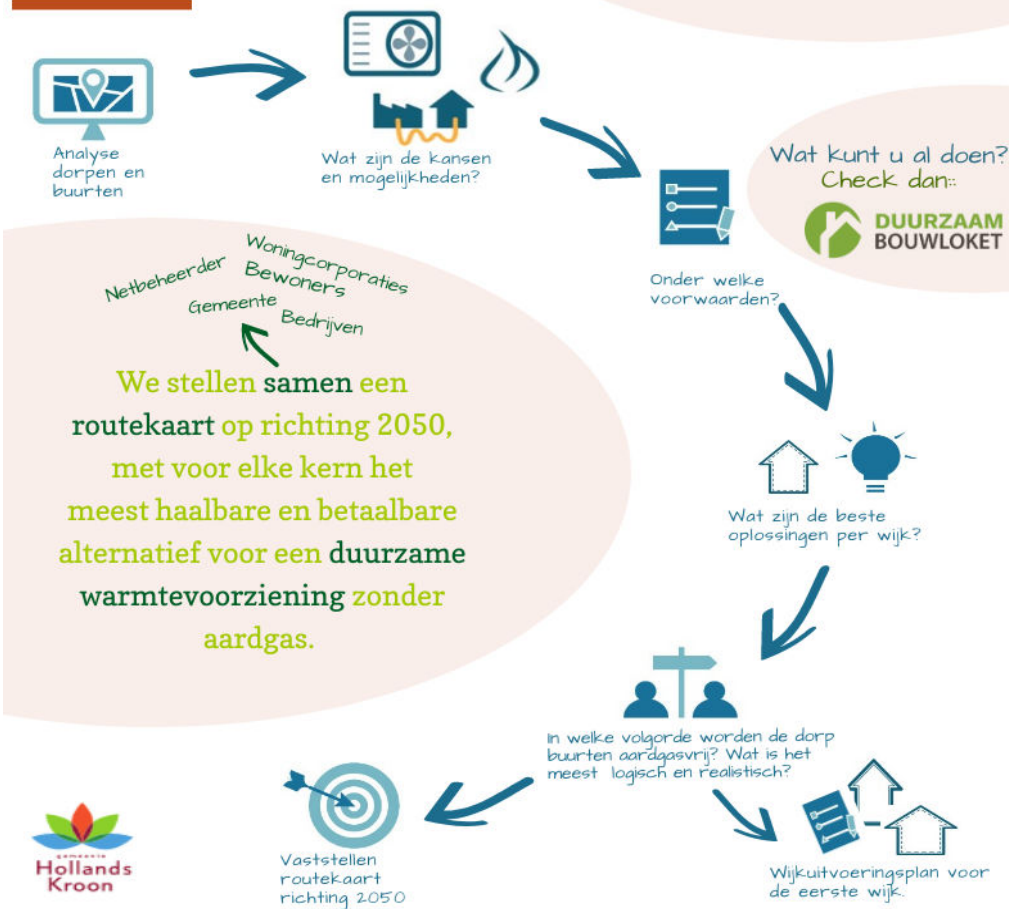 Analyse
dorpen en
buurten
Wat zijn de kansen
en mogelijkheden?
Wat kunt u al doen?
Check dan::
DUURZAAM
BOUWLOKET
Onder welke
voorwaarden?
Netbeheerder
Woningcorporaties
Bewoners
Gemeente
Bedrijven
We stellen samen een
routekaart op richting 2050,
met voor elke kern het
meest haalbare en betaalbare
alternatief voor een duurzame
warmtevoorziening zonder
aardgas.
Wat zijn de beste
oplossingen per wijk?
In welke volgorde worden de dorp
buurten aardgasvrij? Wat is het
meest logisch en realistisch?
Vaststellen
routekaart
richting 2050
Wijkuitvoeringsplan voor
de eerste wijk.
gemeente
Hollands
Kroon